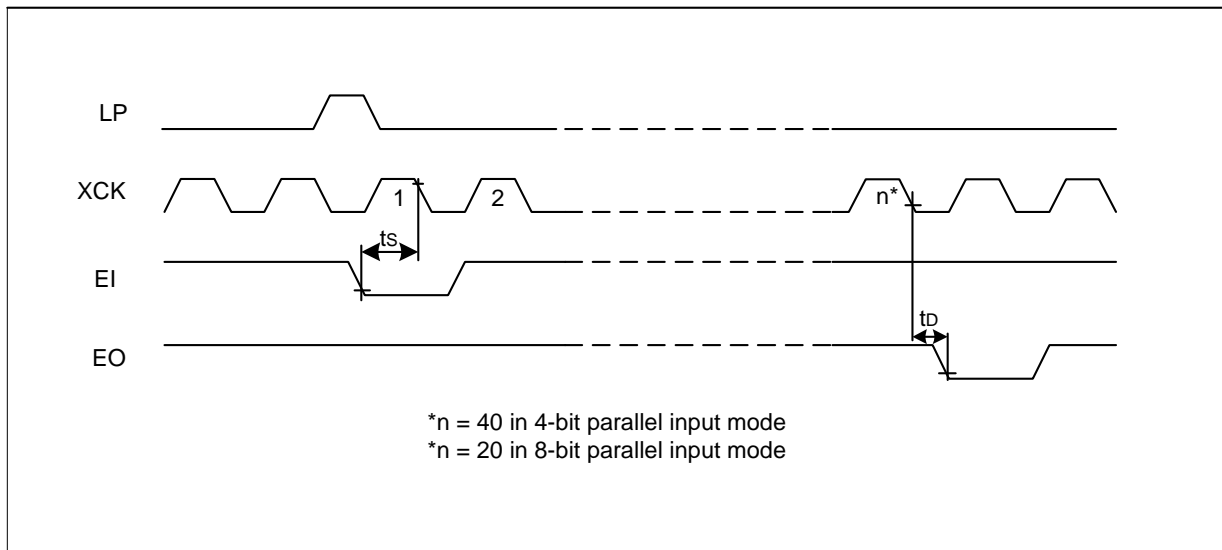 LP
XCK
1
2
n*
ts
EI
tD
EO
*n = 40 in 4-bit parallel input mode
*n = 20 in 8-bit parallel input mode